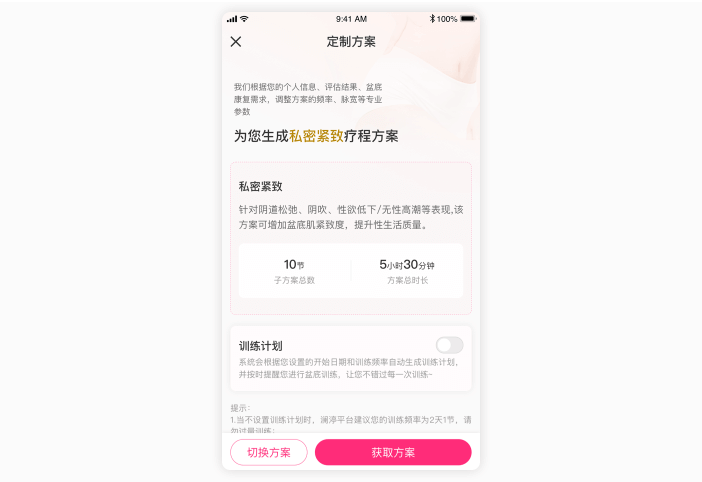 9:41 AM
100%
定制方案
我们根据您的个人信息、评估结果、盆底
康复需求，调整方案的频率、脉宽等专业
参数
为您生成私密紧致疗程方案
私密紧致
针对阴道松弛、阴吹、性欲低下/无性高潮等表现,该
方案可增加盆底肌紧致度，提升性生活质量。
10节
5小时30分钟
子方案总数
方案总时长
训练计划
系统会根据您设置的开始日期和训练频率自动生成训练计划，
并按时提醒您进行盆底训练，让您不错过每一次训练~
提示：
1.当不设置训练计划时，澜渟平台建议您的训练频率为2天1节，请
勿过量训练；
切换方案
获取方案